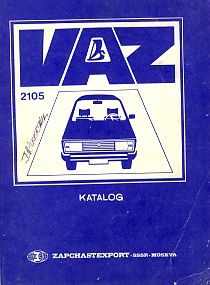 VAZ
2105
KATALOG
ZAPCHASTEXPORT-SSSR-MOSKVA